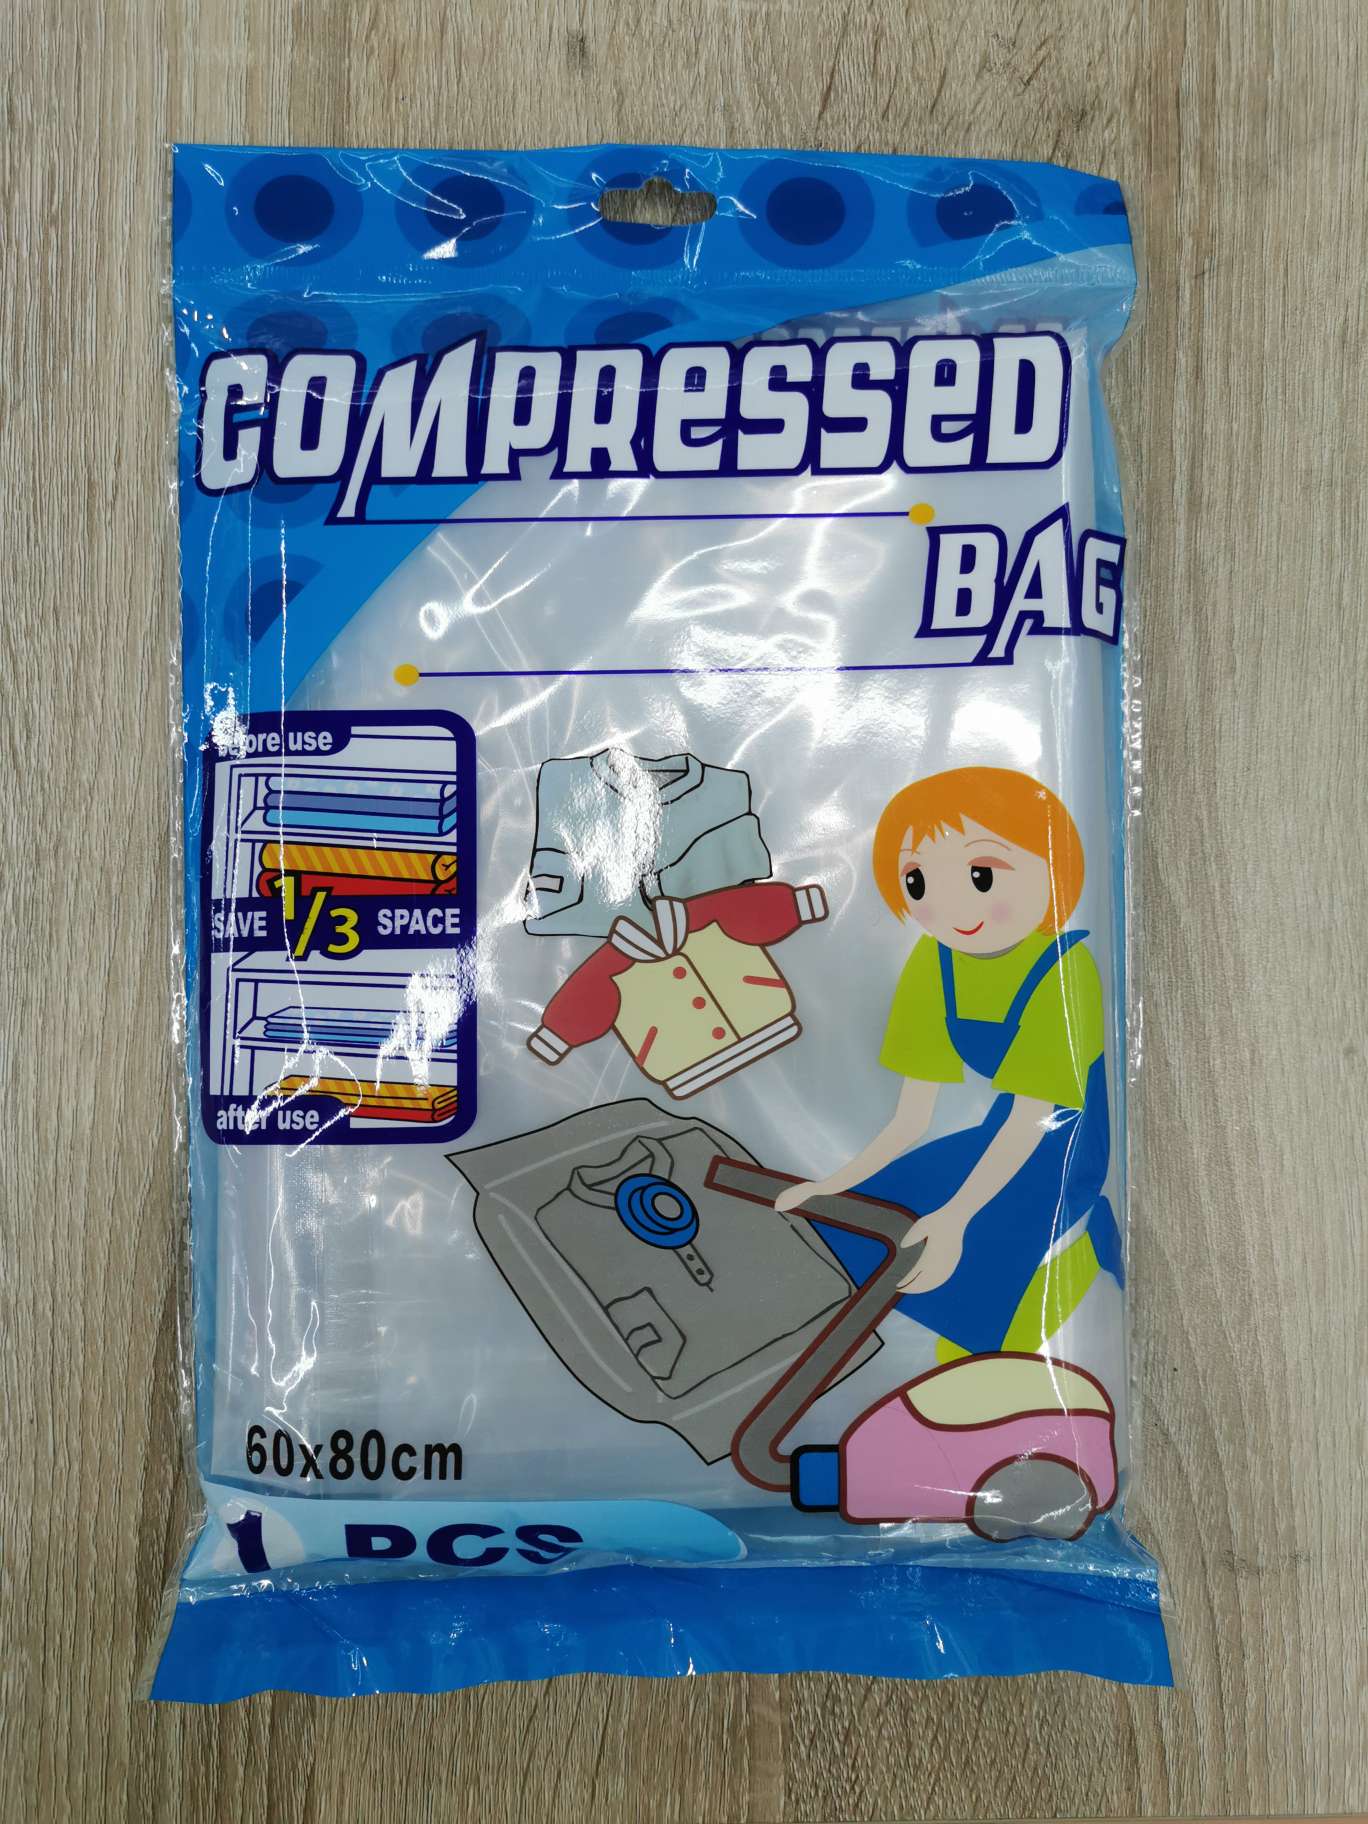 COMPRESSED
BAG
before use
SAVE 1/3 SPACE
after use
60x80cm
1 PCS